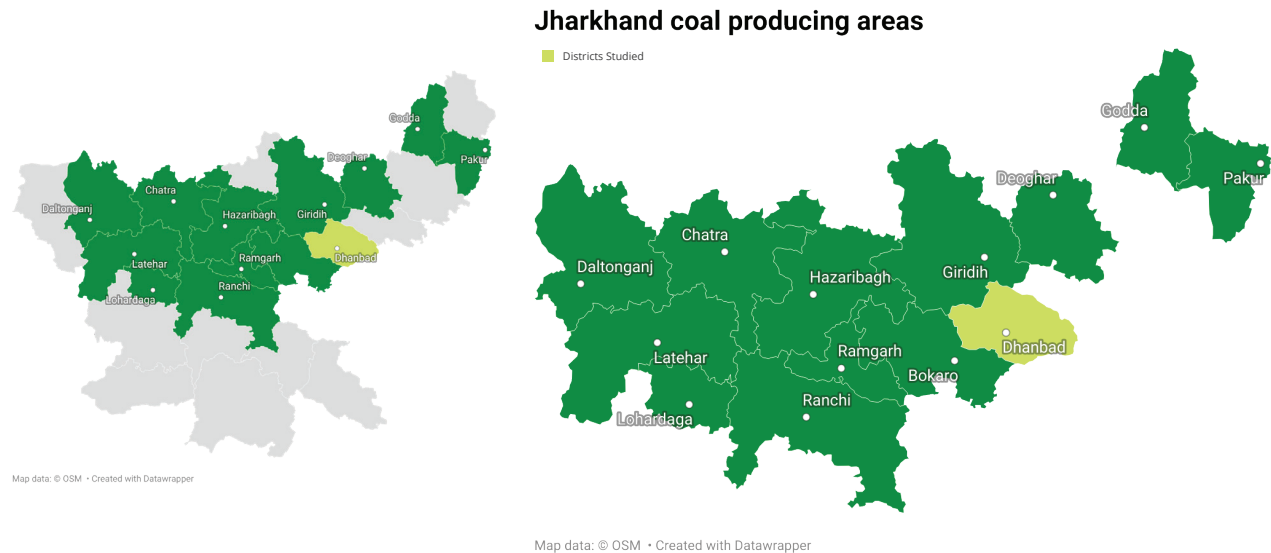 Jharkhand coal producing areas
Districts Studied
Godda
Pakur
Deoghar
Chatra
Daltonganj
Hazaribagh
Giridih
Latehar
Ramgarh
Dhanbad
Lohardaga
Ranchi
Map data: © OSM • Created with Datawrapper
Godda
Pakur
Deoghar
Chatra
Daltonganj
Hazaribagh
Giridih
Dhanbad
Latehar
Ramgarh
Bokaro
Ranchi
Lohardaga
Map data: © OSM • Created with Datawrapper